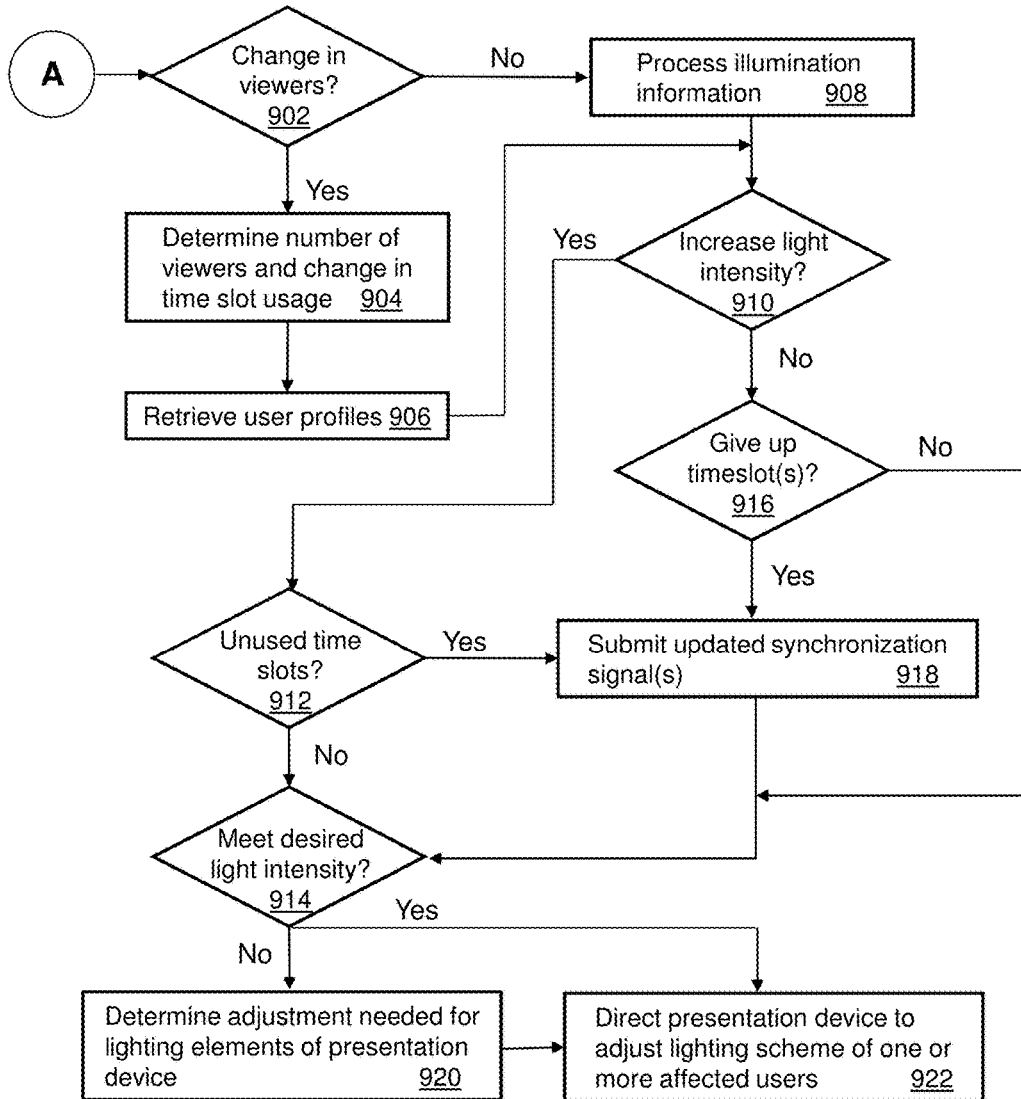 A
Change in
viewers?
902
No
Process illumination
information 908
Yes
Determine number of
viewers and change in
time slot usage 904
Retrieve user profiles 906
Yes
Increase light
intensity?
910
No
Give up
timeslot(s)?
916
No
Yes
Unused time
slots?
912
Yes
Submit updated synchronization
signal(s) 918
No
Meet desired
light intensity?
914
Yes
No
Determine adjustment needed for
lighting elements of presentation
device 920
Direct presentation device to
adjust lighting scheme of one or
more affected users 922